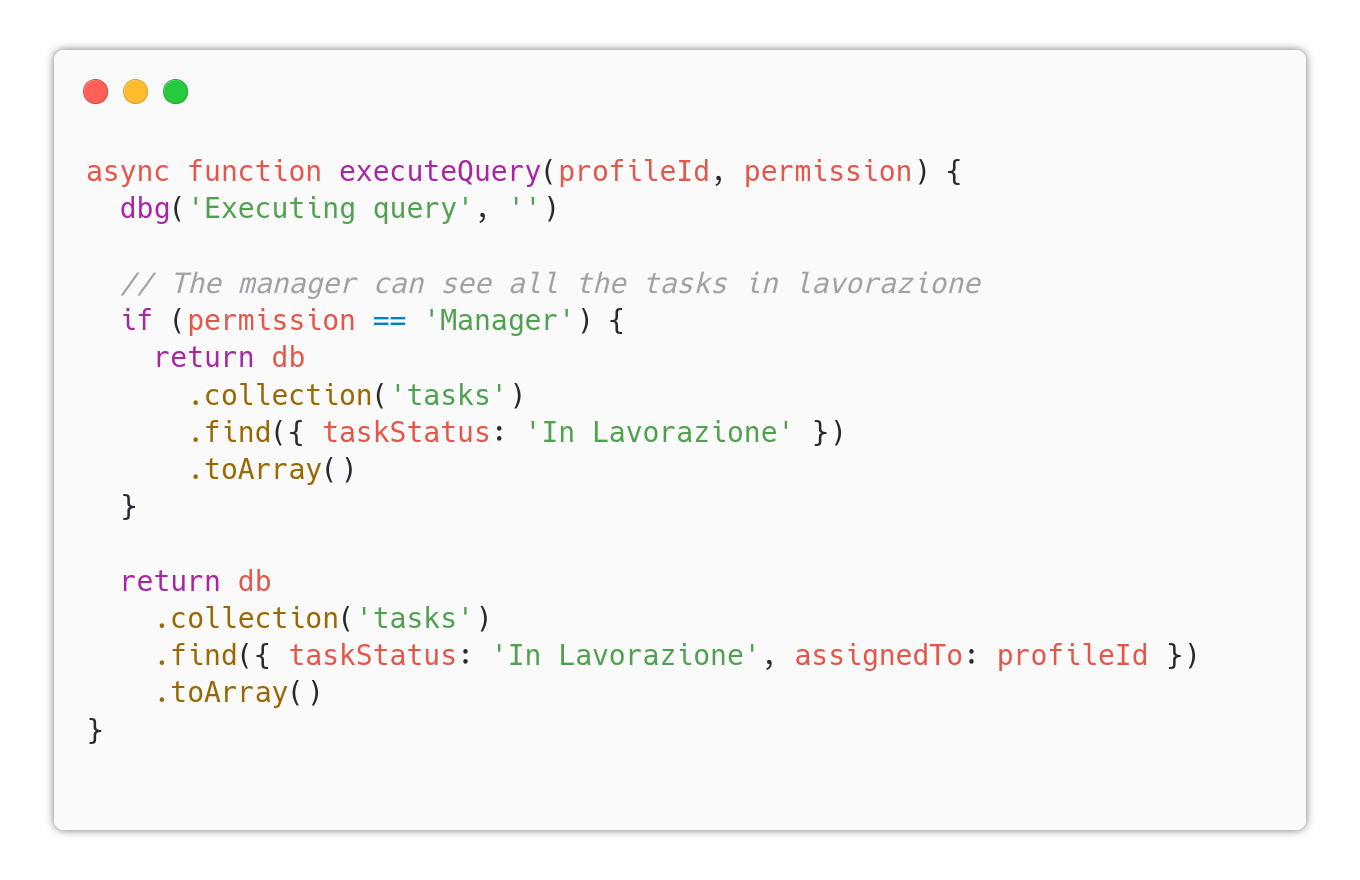 async function executeQuery(profileId, permission) {
  dbg('Executing query', '')

  // The manager can see all the tasks in lavorazione
  if (permission == 'Manager') {
    return db
      .collection('tasks')
      .find({ taskStatus: 'In Lavorazione' })
      .toArray()
  }

  return db
    .collection('tasks')
    .find({ taskStatus: 'In Lavorazione', assignedTo: profileId })
    .toArray()
}